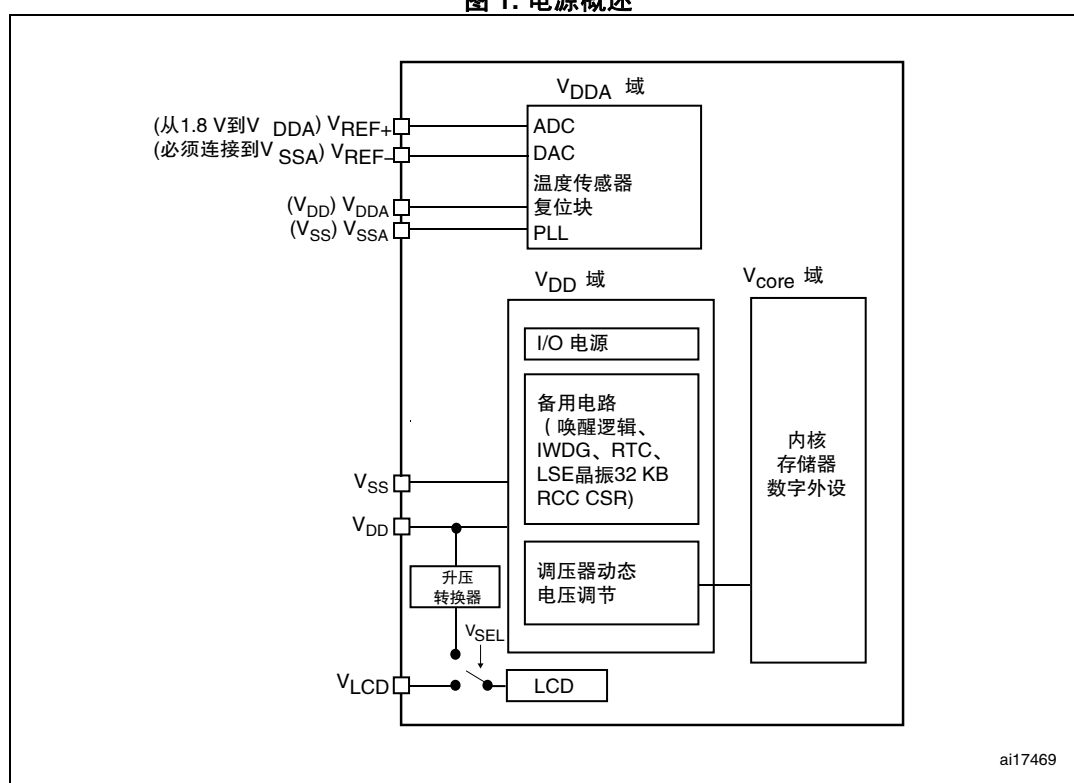 图 1. 电源概述
VDDA 域
(从1.8 V到V DDA) VREF+
ADC
(必须连接到V SSA) VREF–
DAC
温度传感器
(VDD) VDDA
复位块
(VSS) VSSA
PLL
VDD 域
Vcore 域
I/O 电源
备用电路
( 唤醒逻辑、
IWDG、RTC、
LSE晶振32 KB
RCC CSR)
内核
存储器
数字外设
VSS
VDD
调压器动态
电压调节
升压
转换器
VSEL
VLCD
LCD
ai17469